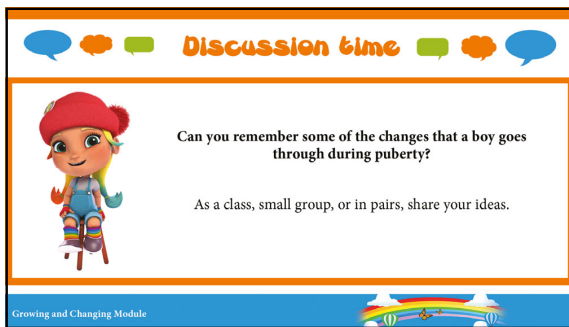 Discussion time
Can you remember some of the changes that a boy goes
through during puberty?
As a class, small group, or in pairs, share your ideas.
Growing and Changing Module